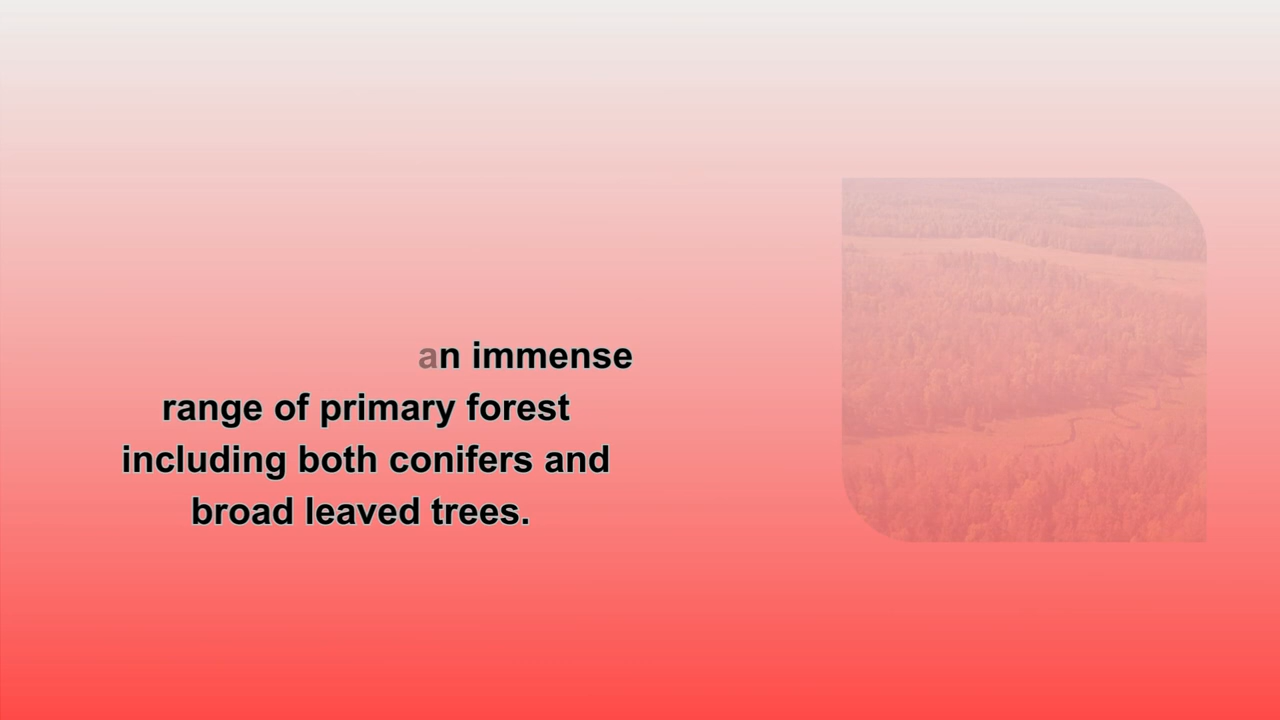 an immense
range of primary forest
including both conifers and
broad leaved trees.